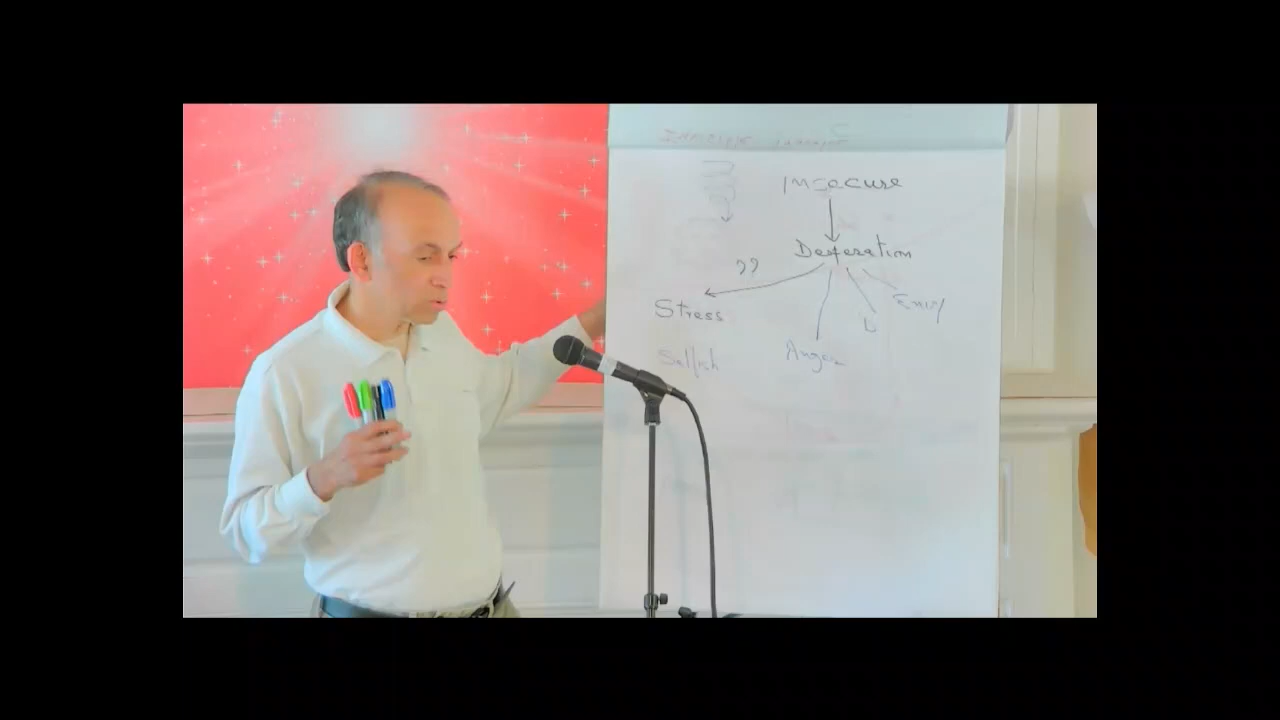 Insecure
Desperation
Stress
Envy
L
Selfish
Anger